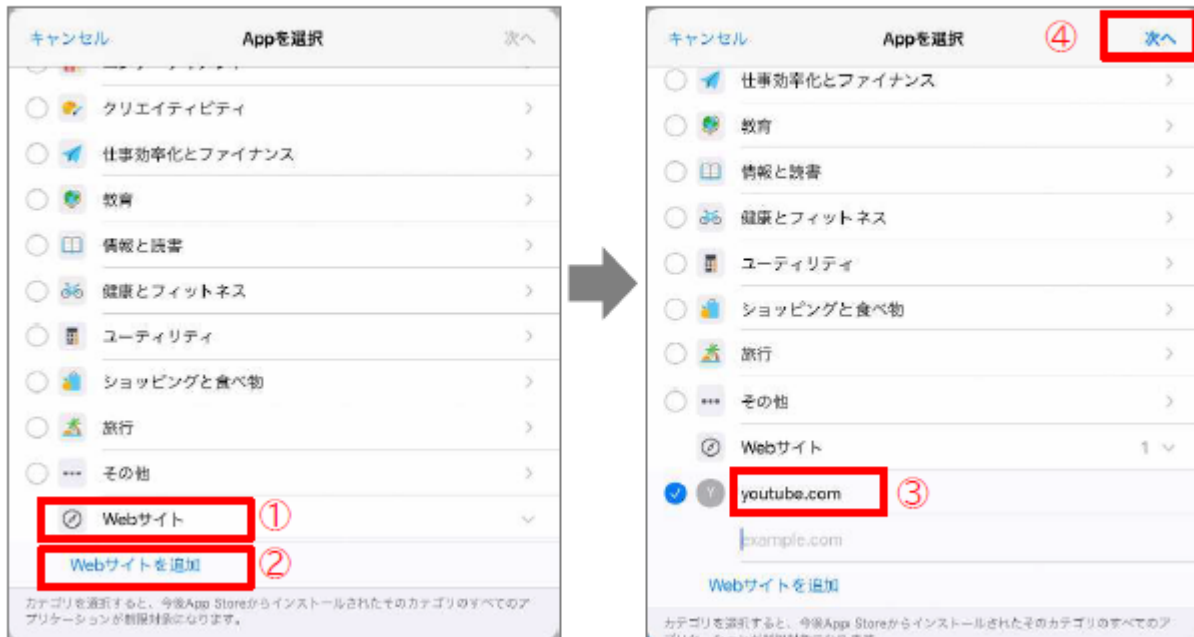 キャンセル Appを選択 次へ
クリエイティビティ
仕事効率化とファイナンス
教育
情報と読書
健康とフィットネス
ユーティリティ
ショッピングと食べ物
旅行
その他
Webサイト ①
Webサイトを追加 ②
カテゴリを選択すると、今後App Storeからインストールされたそのカテゴリのすべてのア
プリケーションが制限対象になります。
キャンセル Appを選択 ④ 次へ
仕事効率化とファイナンス
教育
情報と読書
健康とフィットネス
ユーティリティ
ショッピングと食べ物
旅行
その他
Webサイト 1
Y youtube.com ③
example.com
Webサイトを追加
カテゴリを選択すると、今後App Storeからインストールされたそのカテゴリのすべてのア